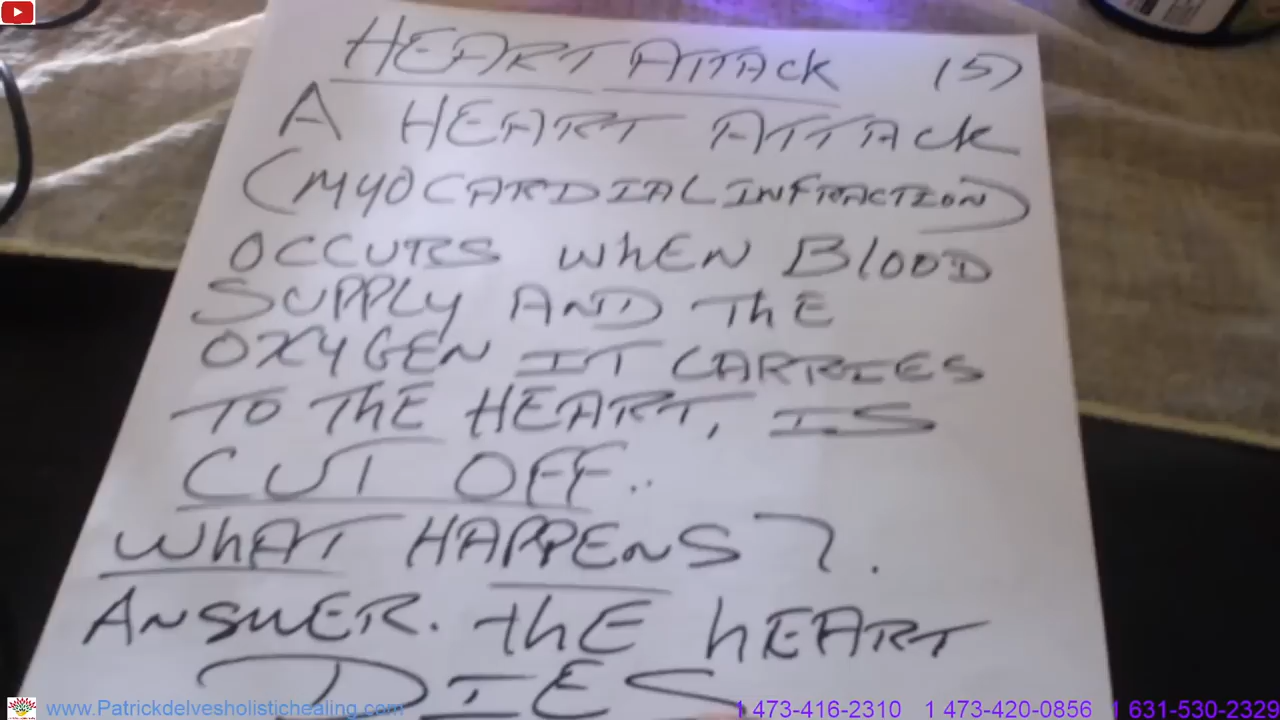 HEART ATTACK (5)
A HEART ATTACK
(MYOCARDIAL INFRACTION)
OCCURS WHEN BLOOD
SUPPLY AND THE
OXYGEN IT CARRIES
TO THE HEART, IS
CUT OFF..
WHAT HAPPENS?.
ANSWER. THE HEART
DIES
www.Patrickdelvesholistichealing.com 1 473-416-2310 1 473-420-0856 1 631-530-2329